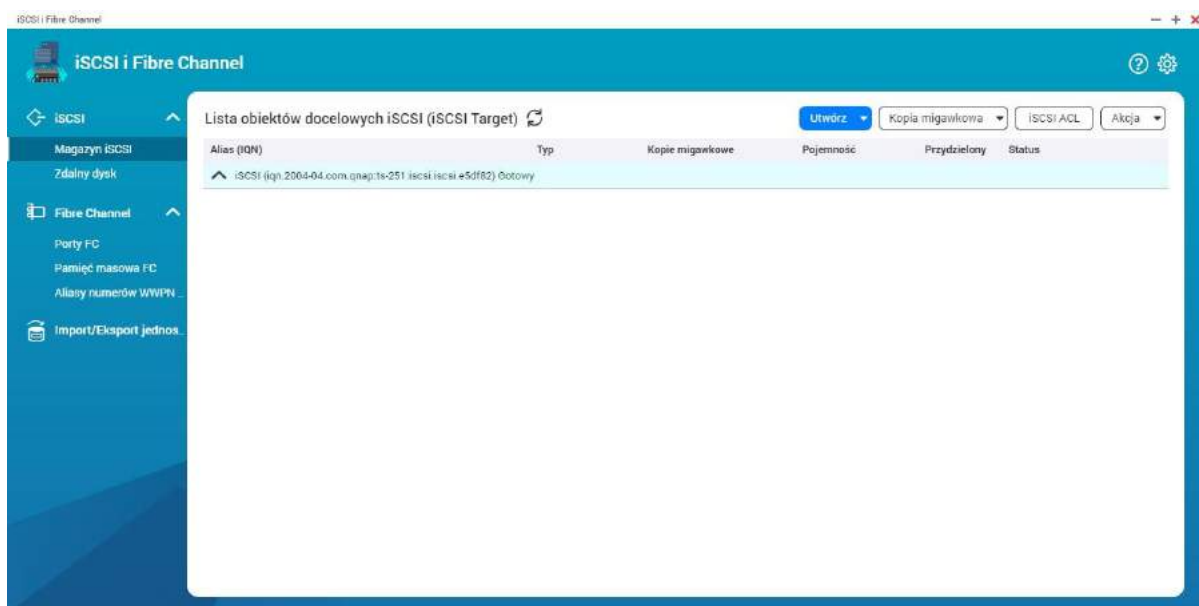 iSCSI i Fibre Channel
iSCSI i Fibre Channel
iSCSI
Magazyn iSCSI
Zdalny dysk
Fibre Channel
Porty FC
Pamięć masowa FC
Aliasy numerów WWPN ...
Import/Eksport jednos...
Lista obiektów docelowych iSCSI (iSCSI Target)
Utwórz
Kopia migawkowa
iSCSI ACL
Akcja
Alias (IQN) Typ Kopie migawkowe Pojemność Przydzielony Status
iSCSI (iqn.2004-04.com.qnap:ts-251:iscsi.iscsi.e5df82) Gotowy